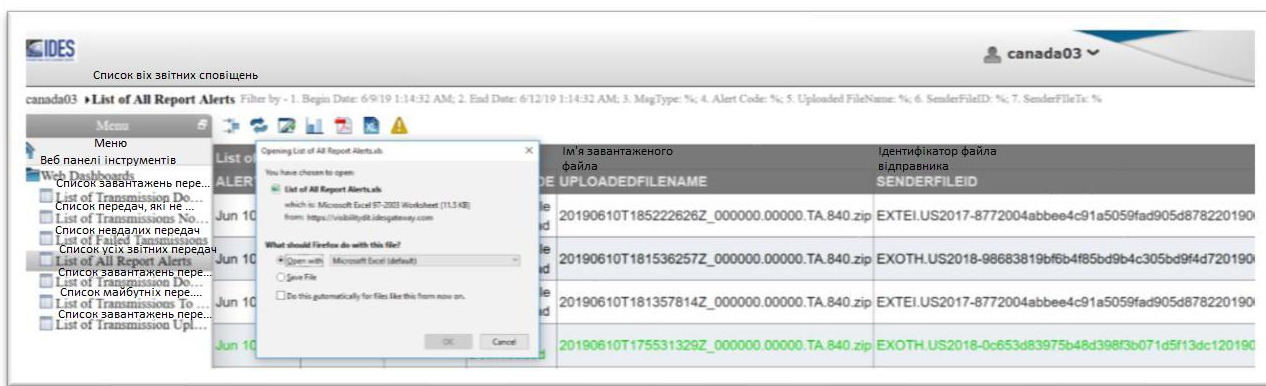 IDES
canada03
Список віх звітних сповіщень
canada03 List of All Report Alerts Filter by - 1. Begin Date: 6/9/19 1:14:32 AM; 2. End Date: 6/12/19 1:14:32 AM; 3. MsgType: %; 4. Alert Code: %; 5. Uploaded FileName: %; 6. SenderFileID: %; 7. SenderFIleTs: %
Menu
Меню
Веб панелі інструментів
Web Dashboards
Список завантажень пере...
List of Transmission Do...
Список передач, які не ...
List of Transmissions No...
Список невдалих передач
List of Failed Tansmissions
Список усіх звітних передач
List of All Report Alerts
Список завантажень пере...
List of Transmission Do...
Список майбутніх пере....
List of Transmissions To ...
Список завантажень пере...
List of Transmission Upl...
List of
ALER
Jun 10
Jun 10
Jun 10
Jun 10
Opening List of All Report Alerts.xls
You have chosen to open:
List of All Report Alerts.xls
which is: Microsoft Excel 97-2003 Worksheet (11.5 KB)
from: https://visibilitydit.idesgateway.com
What should Firefox do with this file?
Open with Microsoft Excel (default)
Save File
Do this automatically for files like this from now on.
OK Cancel
Ім'я завантаженого
файла
Ідентифікатор файла
відправника
DE UPLOADEDFILENAME SENDERFILEID
20190610T185222626Z_000000.00000.TA.840.zip EXTEI.US2017-8772004abbee4c91a5059fad905d878220190
20190610T181536257Z_000000.00000.TA.840.zip EXOTH.US2018-98683819bf6b4f85bd9b4c305bd9f4d720190
20190610T181357814Z_000000.00000.TA.840.zip EXTEI.US2017-8772004abbee4c91a5059fad905d878220190
20190610T175531329Z_000000.00000.TA.840.zip EXOTH.US2018-0c653d83975b48d398f3b071d5f13dc120190